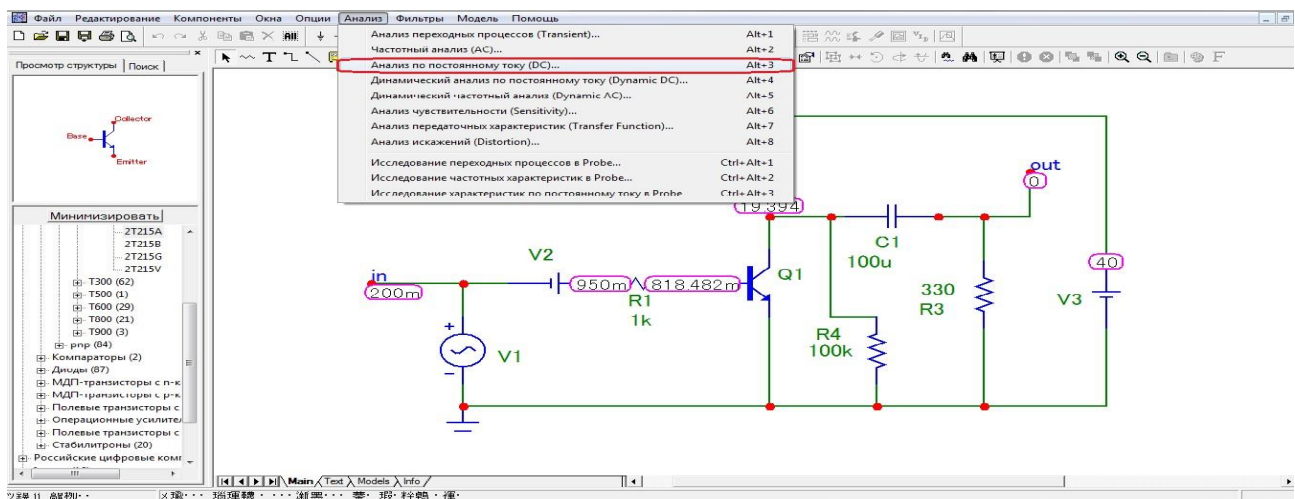 Файл Редактирование Компоненты Окна Опции Анализ Фильтры Модель Помощь
Анализ переходных процессов (Transient)... Alt+1
Частотный анализ (AC)... Alt+2
Анализ по постоянному току (DC)... Alt+3
Динамический анализ по постоянному току (Dynamic DC)... Alt+4
Динамический частотный анализ (Dynamic AC)... Alt+5
Анализ чувствительности (Sensitivity)... Alt+6
Анализ передаточных характеристик (Transfer Function)... Alt+7
Анализ искажений (Distortion)... Alt+8
Исследование переходных процессов в Probe... Ctrl+Alt+1
Исследование частотных характеристик в Probe... Ctrl+Alt+2
Исследование характеристик по постоянному току в Probe Ctrl+Alt+3
Просмотр структуры Поиск
Collector
Base
Emitter
Минимизировать
2T215A
2T215B
2T215G
2T215V
T300 (62)
T500 (1)
T600 (29)
T800 (21)
T900 (3)
pnp (84)
Компараторы (2)
Диоды (87)
МДП-транзисторы с n-к
МДП-транзисторы с p-к
Полевые транзисторы с
Операционные усилите
Полевые транзисторы с
Стабилитроны (20)
Российские цифровые комп
out
0
19.394
C1
100u
V2
in
200m
950m
818.482m
R1
1k
Q1
40
330
R3
V3
V1
R4
100k
Main Text Models Info